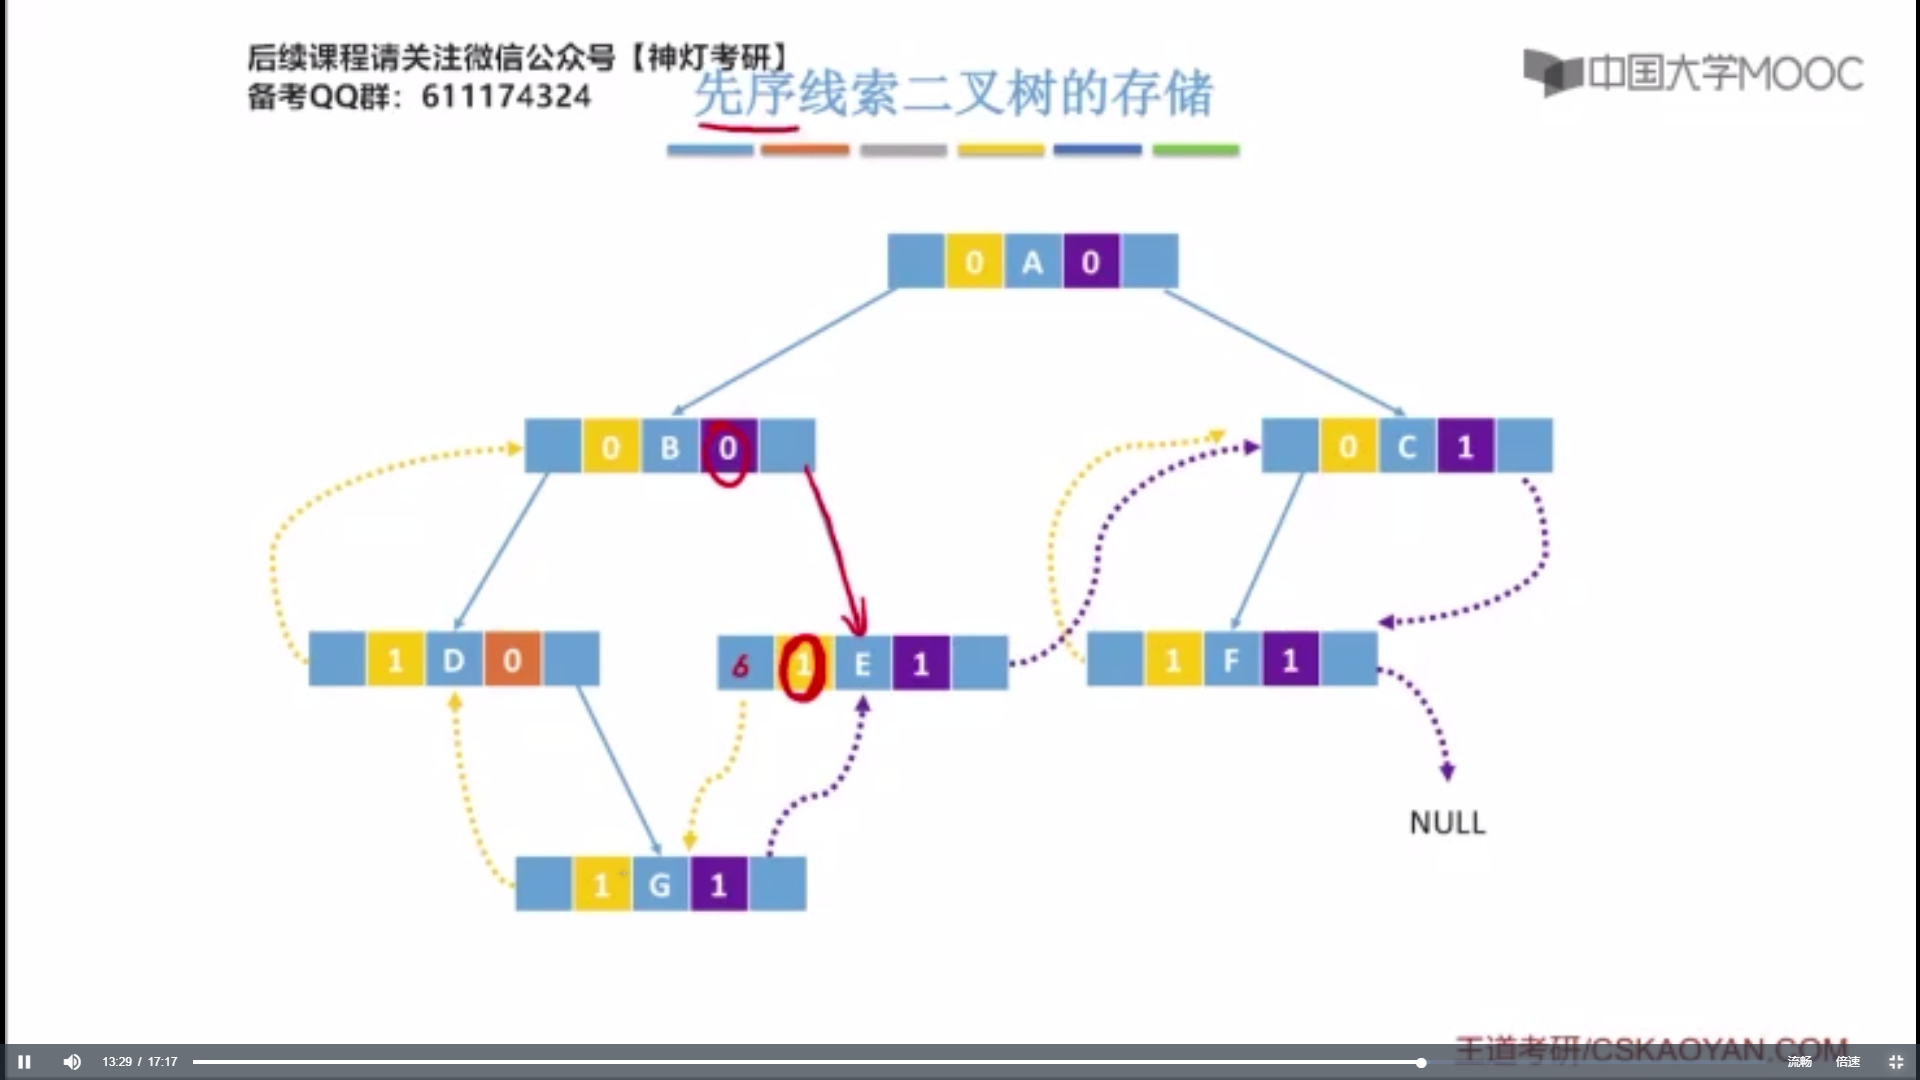 后续课程请关注微信公众号【神灯考研】
备考QQ群：611174324
先序线索二叉树的存储
中国大学MOOC
0 A 0
0 B 0
0 C 1
1 D 0
6 1 E 1
1 F 1
NULL
1 G 1
王道考研/CSKAOYAN.COM
13:29 / 17:17
流畅
倍速